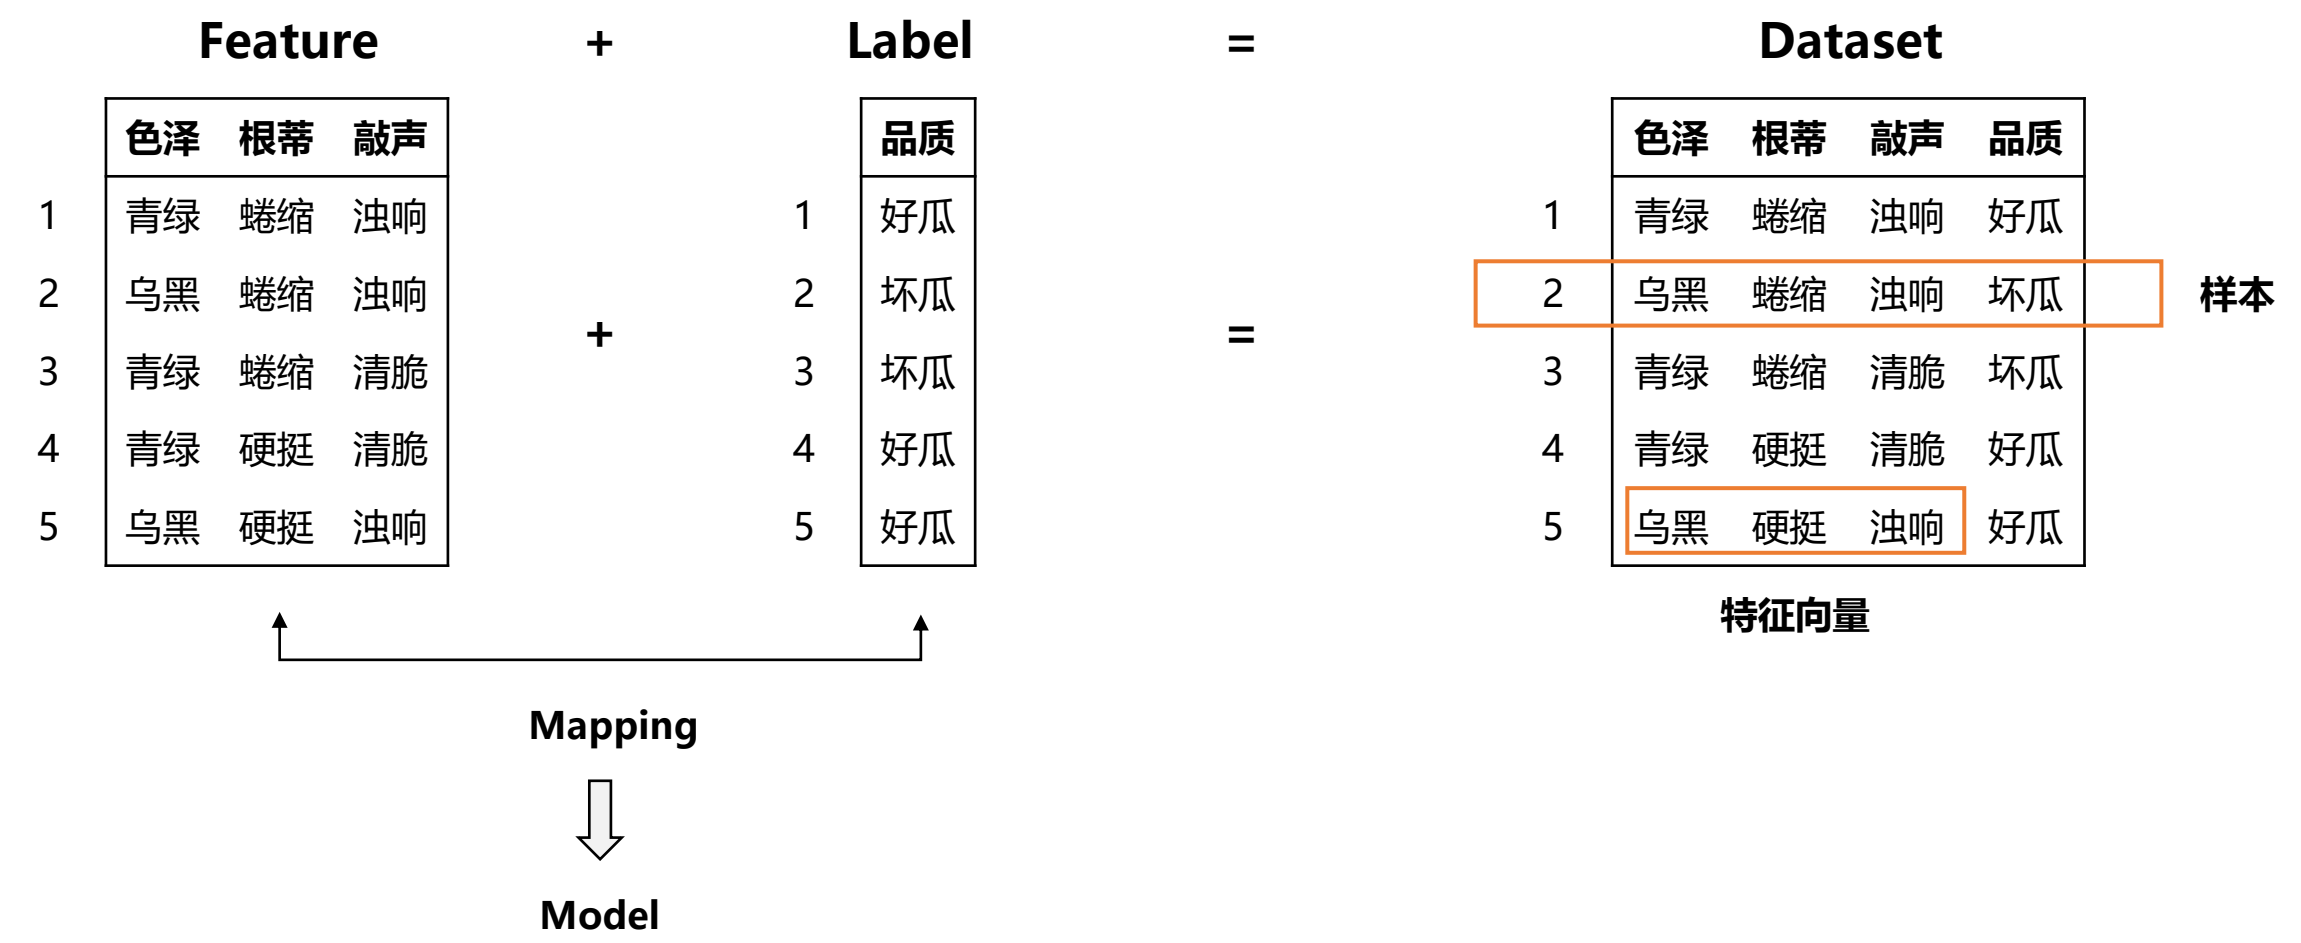 Feature + Label = Dataset
色泽 根蒂 敲声 品质 色泽 根蒂 敲声 品质
1 青绿 蜷缩 浊响 1 好瓜 1 青绿 蜷缩 浊响 好瓜
2 乌黑 蜷缩 浊响 2 坏瓜 2 乌黑 蜷缩 浊响 坏瓜 样本
+ =
3 青绿 蜷缩 清脆 3 坏瓜 3 青绿 蜷缩 清脆 坏瓜
4 青绿 硬挺 清脆 4 好瓜 4 青绿 硬挺 清脆 好瓜
5 乌黑 硬挺 浊响 5 好瓜 5 乌黑 硬挺 浊响 好瓜
特征向量
Mapping
Model